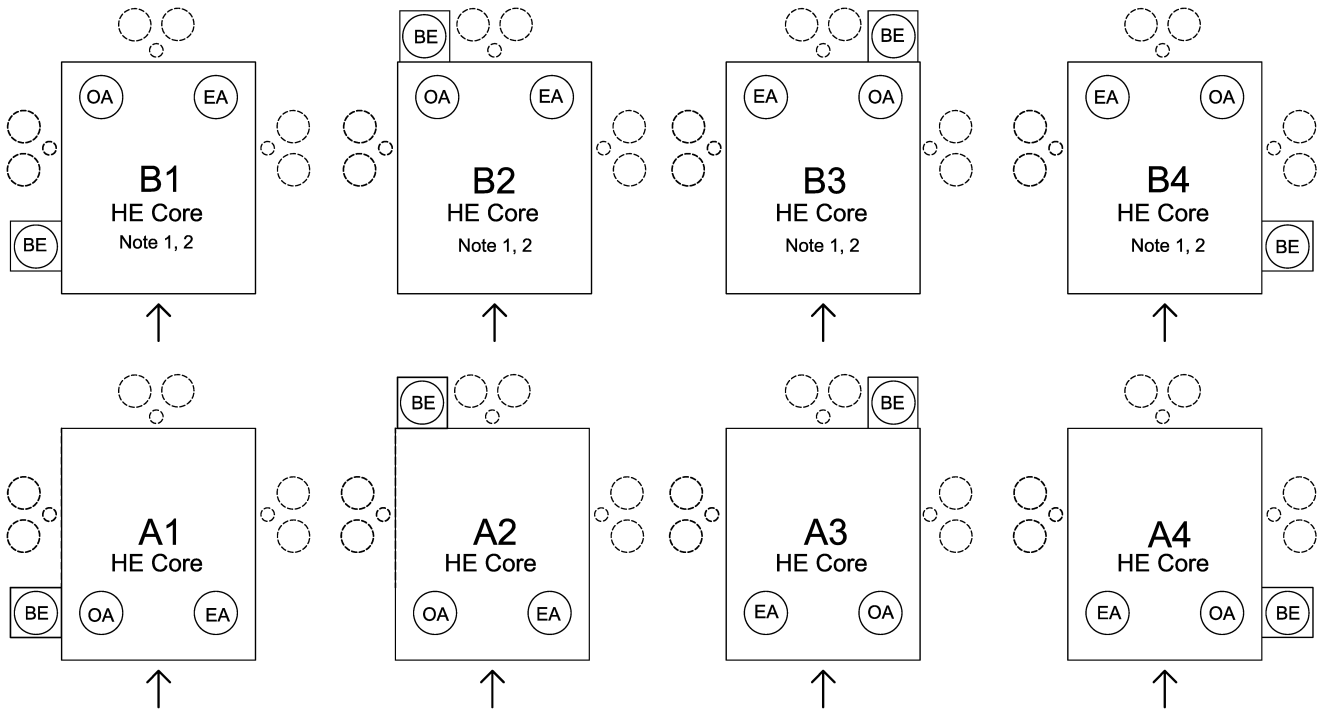 BE
BE
OA
EA
OA
EA
EA
OA
EA
OA
B1
HE Core
Note 1, 2
B2
HE Core
Note 1, 2
B3
HE Core
Note 1, 2
B4
HE Core
Note 1, 2
BE
BE
BE
BE
A1
HE Core
A2
HE Core
A3
HE Core
A4
HE Core
BE
OA
EA
OA
EA
EA
OA
EA
OA
BE